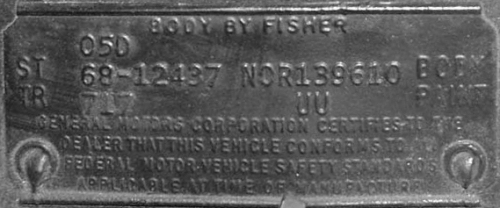 BODY BY FISHER
05D
ST 68-12437 NOR139610 BODY
TR 717 UU PAINT
GENERAL MOTORS CORPORATION CERTIFIES TO THE
DEALER THAT THIS VEHICLE CONFORMS TO ALL
FEDERAL MOTOR VEHICLE SAFETY STANDARDS
APPLICABLE AT TIME OF MANUFACTURE